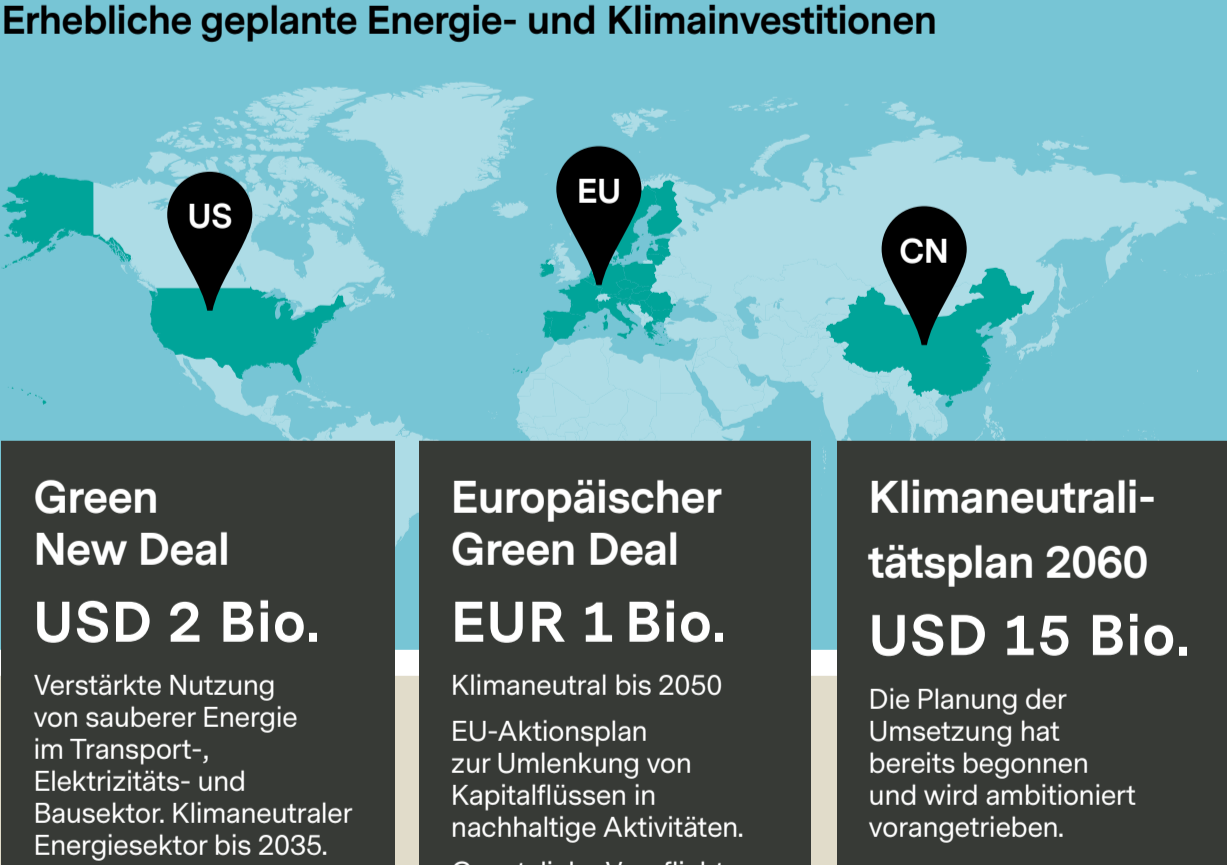 Erhebliche geplante Energie- und Klimainvestitionen
US
EU
CN
Green
New Deal
USD 2 Bio.
Verstärkte Nutzung
von sauberer Energie
im Transport-,
Elektrizitäts- und
Bausektor. Klimaneutraler
Energiesektor bis 2035.
Europäischer
Green Deal
EUR 1 Bio.
Klimaneutral bis 2050
EU-Aktionsplan
zur Umlenkung von
Kapitalflüssen in
nachhaltige Aktivitäten.
Klimaneutrali-
tätsplan 2060
USD 15 Bio.
Die Planung der
Umsetzung hat
bereits begonnen
und wird ambitioniert
vorangetrieben.